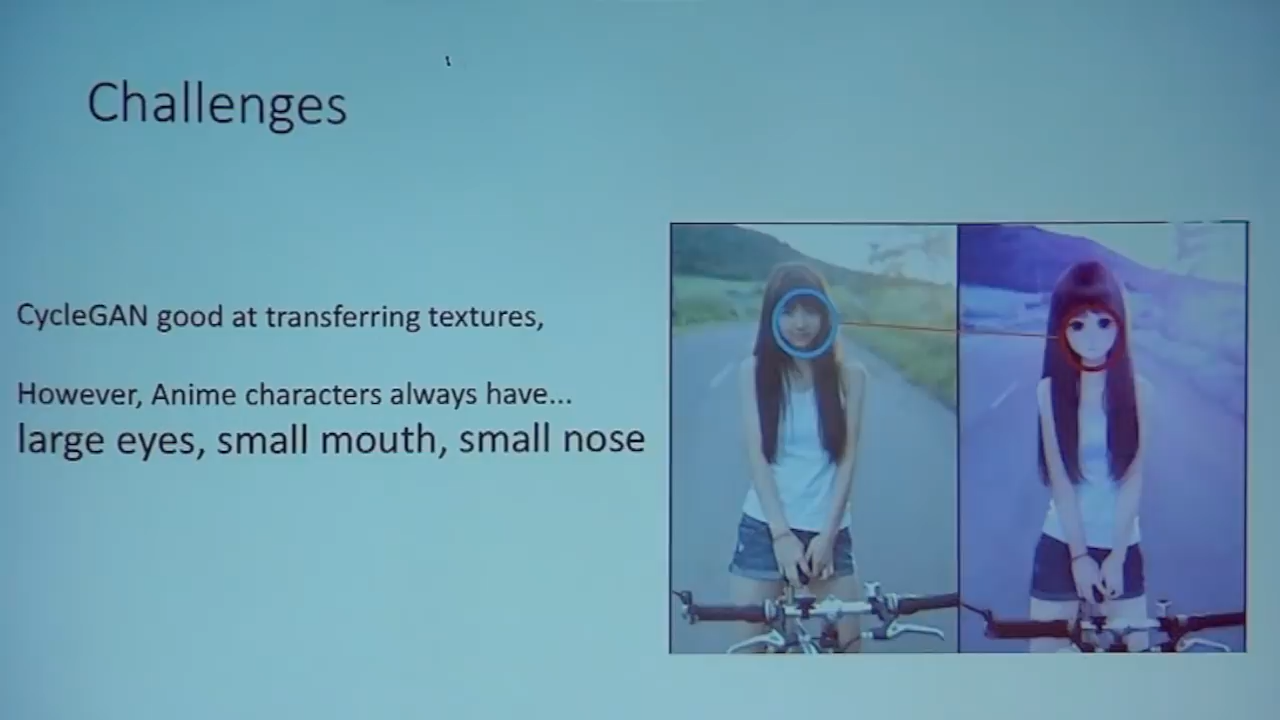 Challenges
CycleGAN good at transferring textures,
However, Anime characters always have...
large eyes, small mouth, small nose